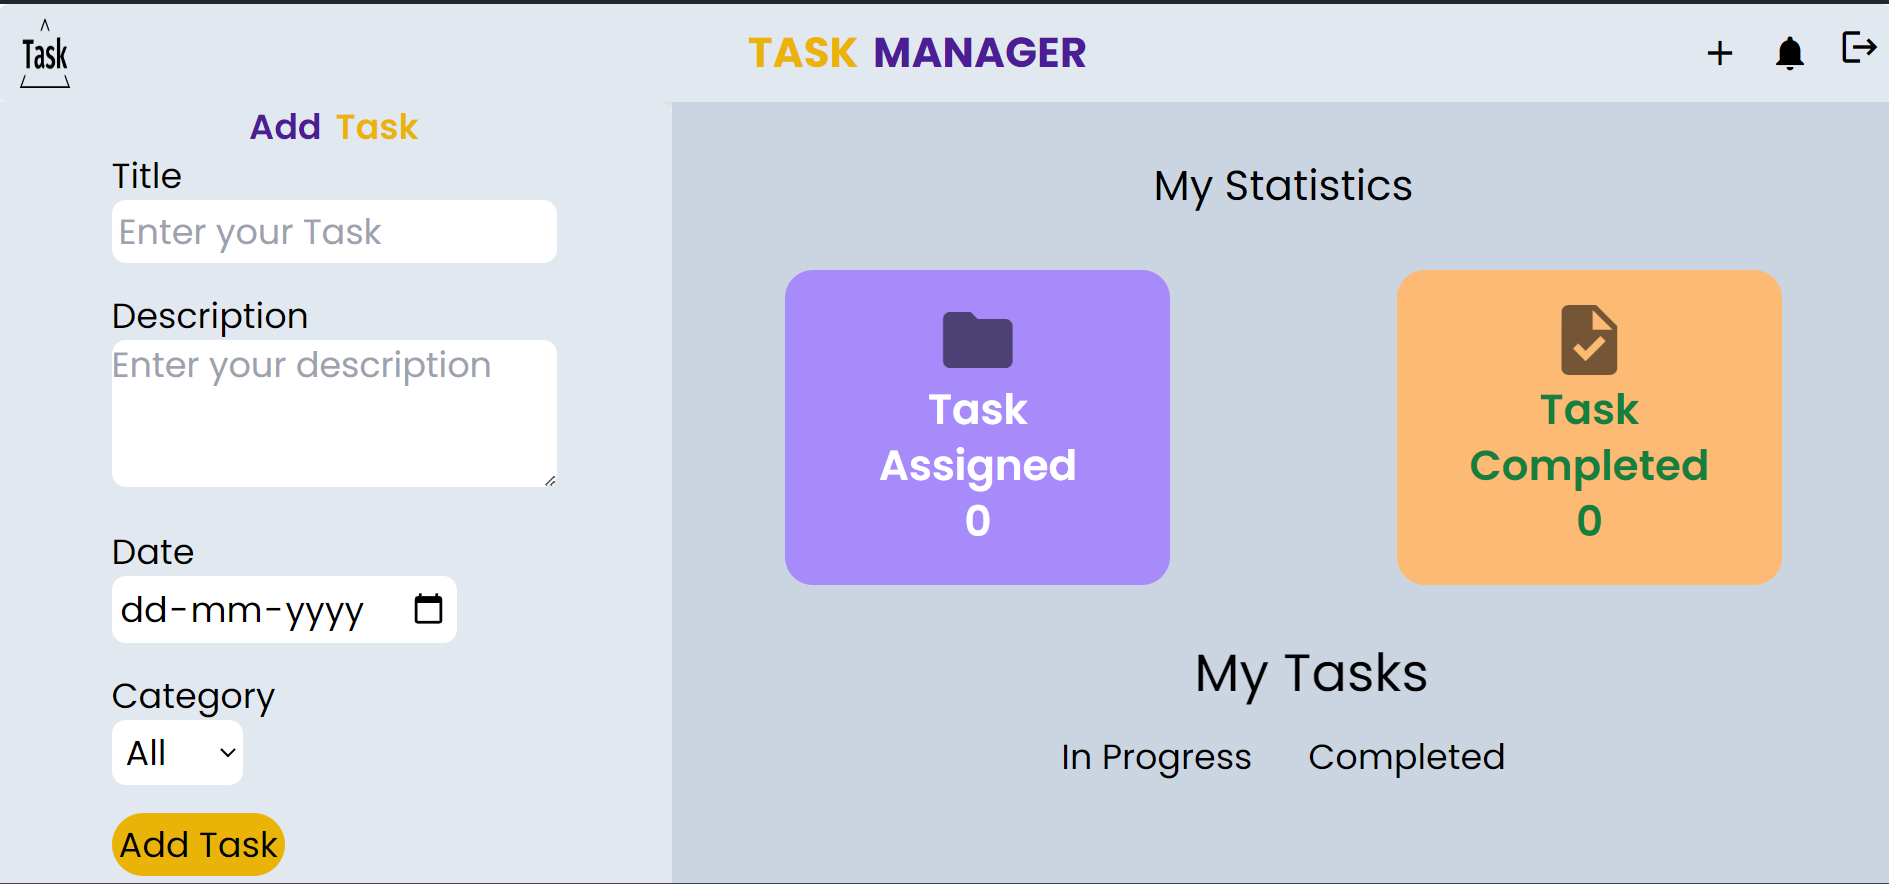 Task
TASK MANAGER
Add Task
Title
Enter your Task
Description
Enter your description
Date
dd-mm-yyyy
Category
All
Add Task
My Statistics
Task
Assigned
0
Task
Completed
0
My Tasks
In Progress Completed